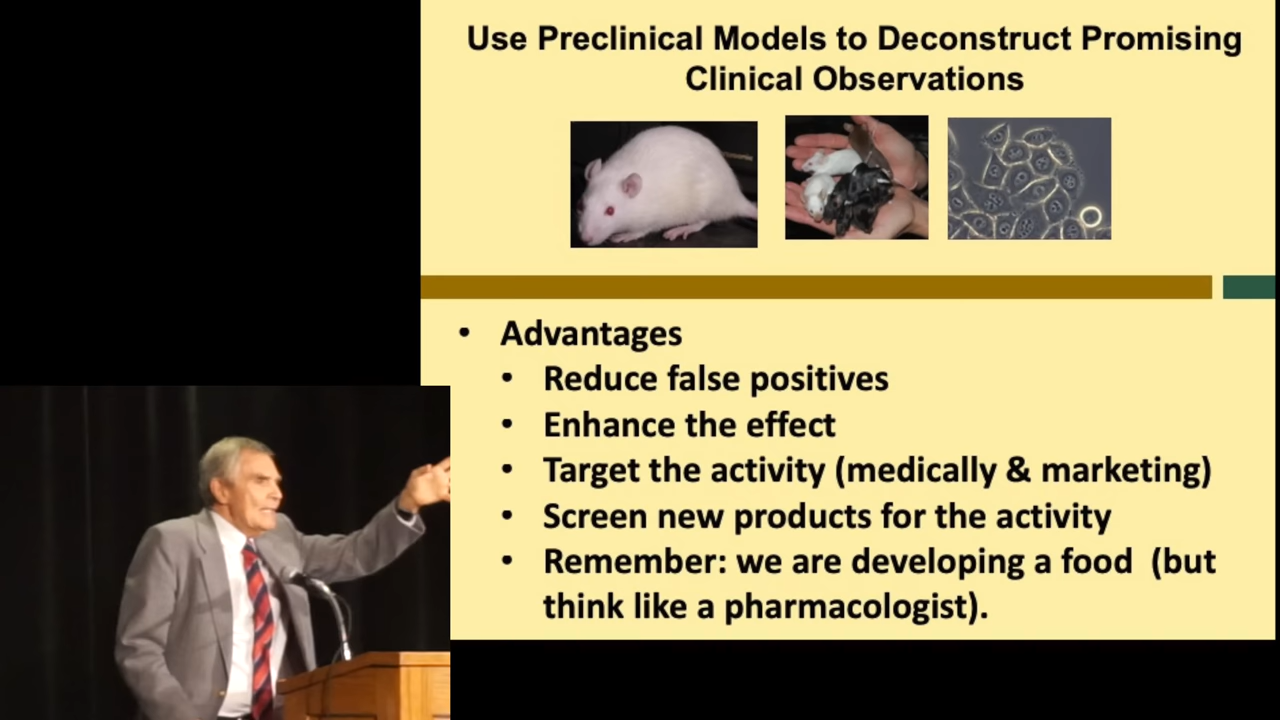 Use Preclinical Models to Deconstruct Promising
Clinical Observations
• Advantages
• Reduce false positives
• Enhance the effect
• Target the activity (medically & marketing)
• Screen new products for the activity
• Remember: we are developing a food  (but
think like a pharmacologist).